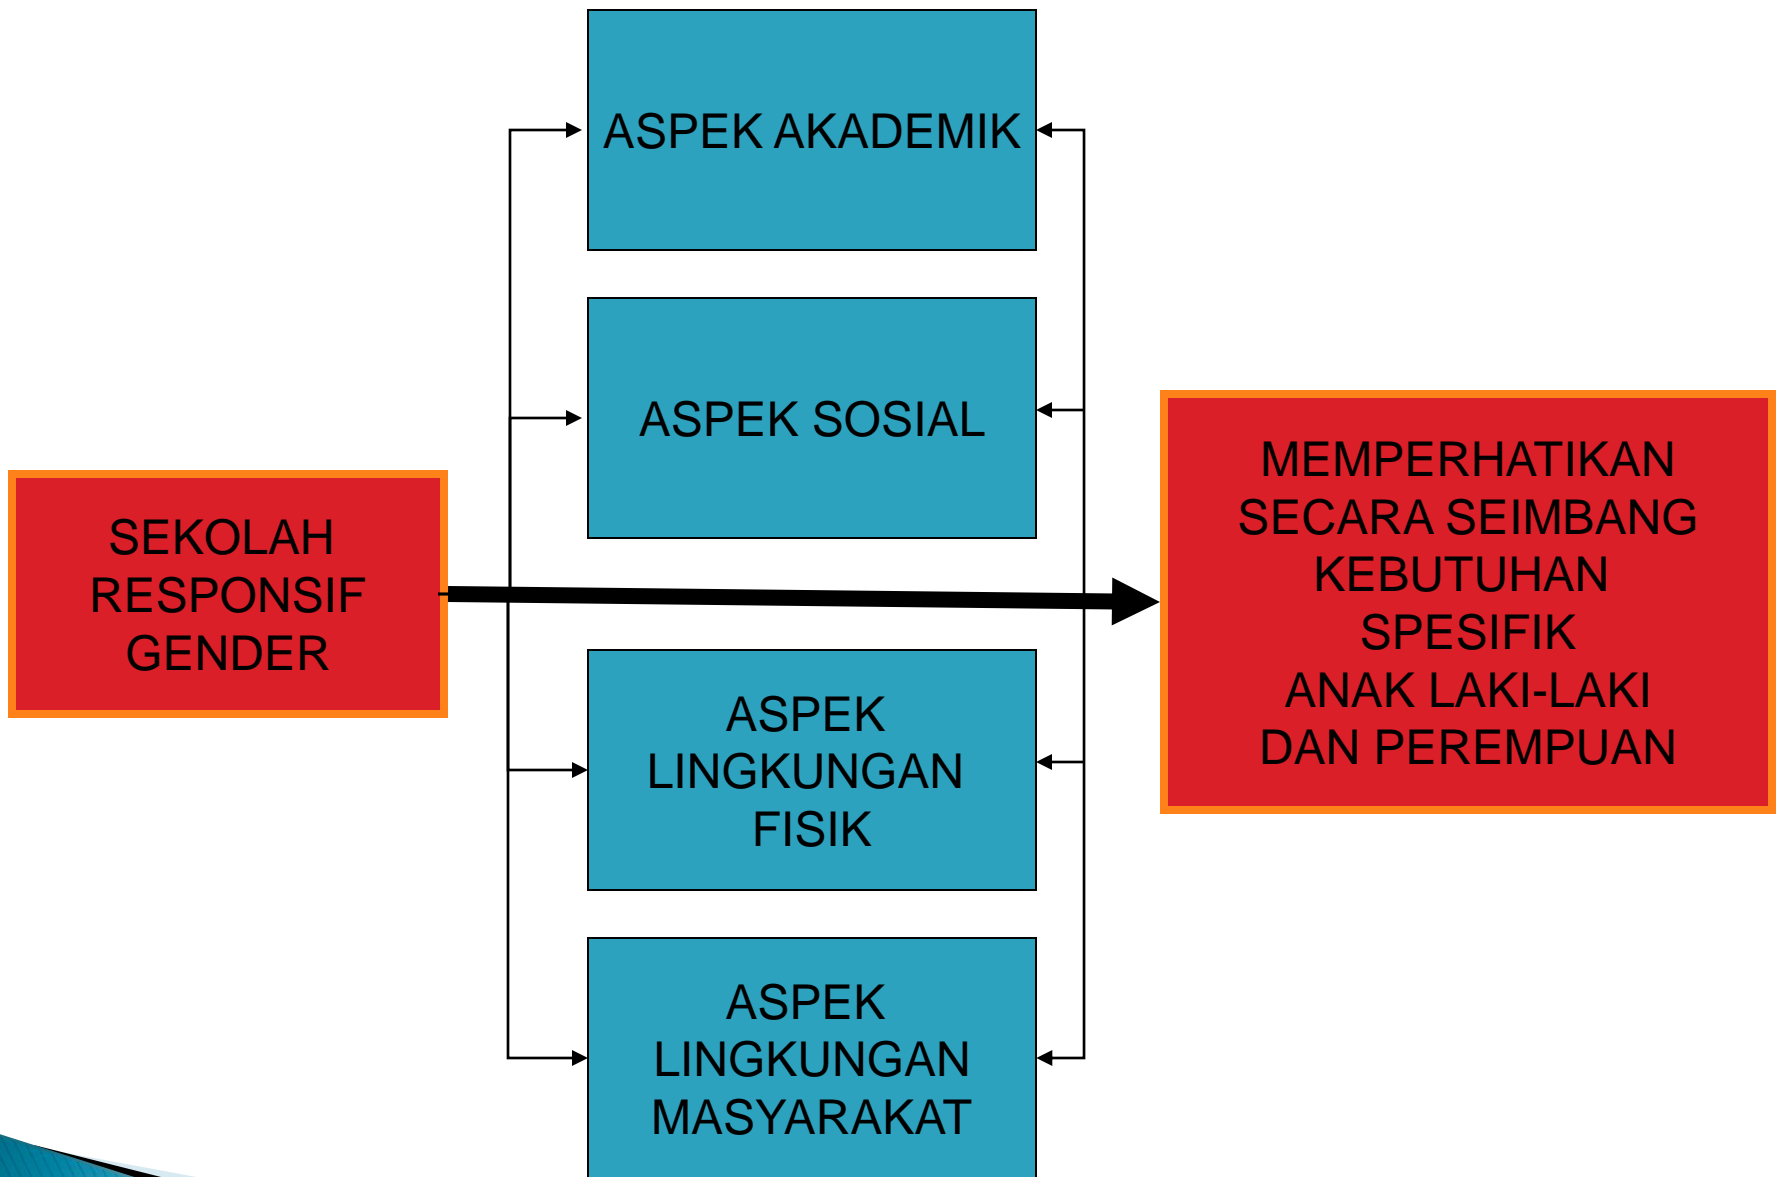 ASPEK AKADEMIK
ASPEK SOSIAL
SEKOLAH
RESPONSIF
GENDER
MEMPERHATIKAN
SECARA SEIMBANG
KEBUTUHAN
SPESIFIK
ANAK LAKI-LAKI
DAN PEREMPUAN
ASPEK
LINGKUNGAN
FISIK
ASPEK
LINGKUNGAN
MASYARAKAT